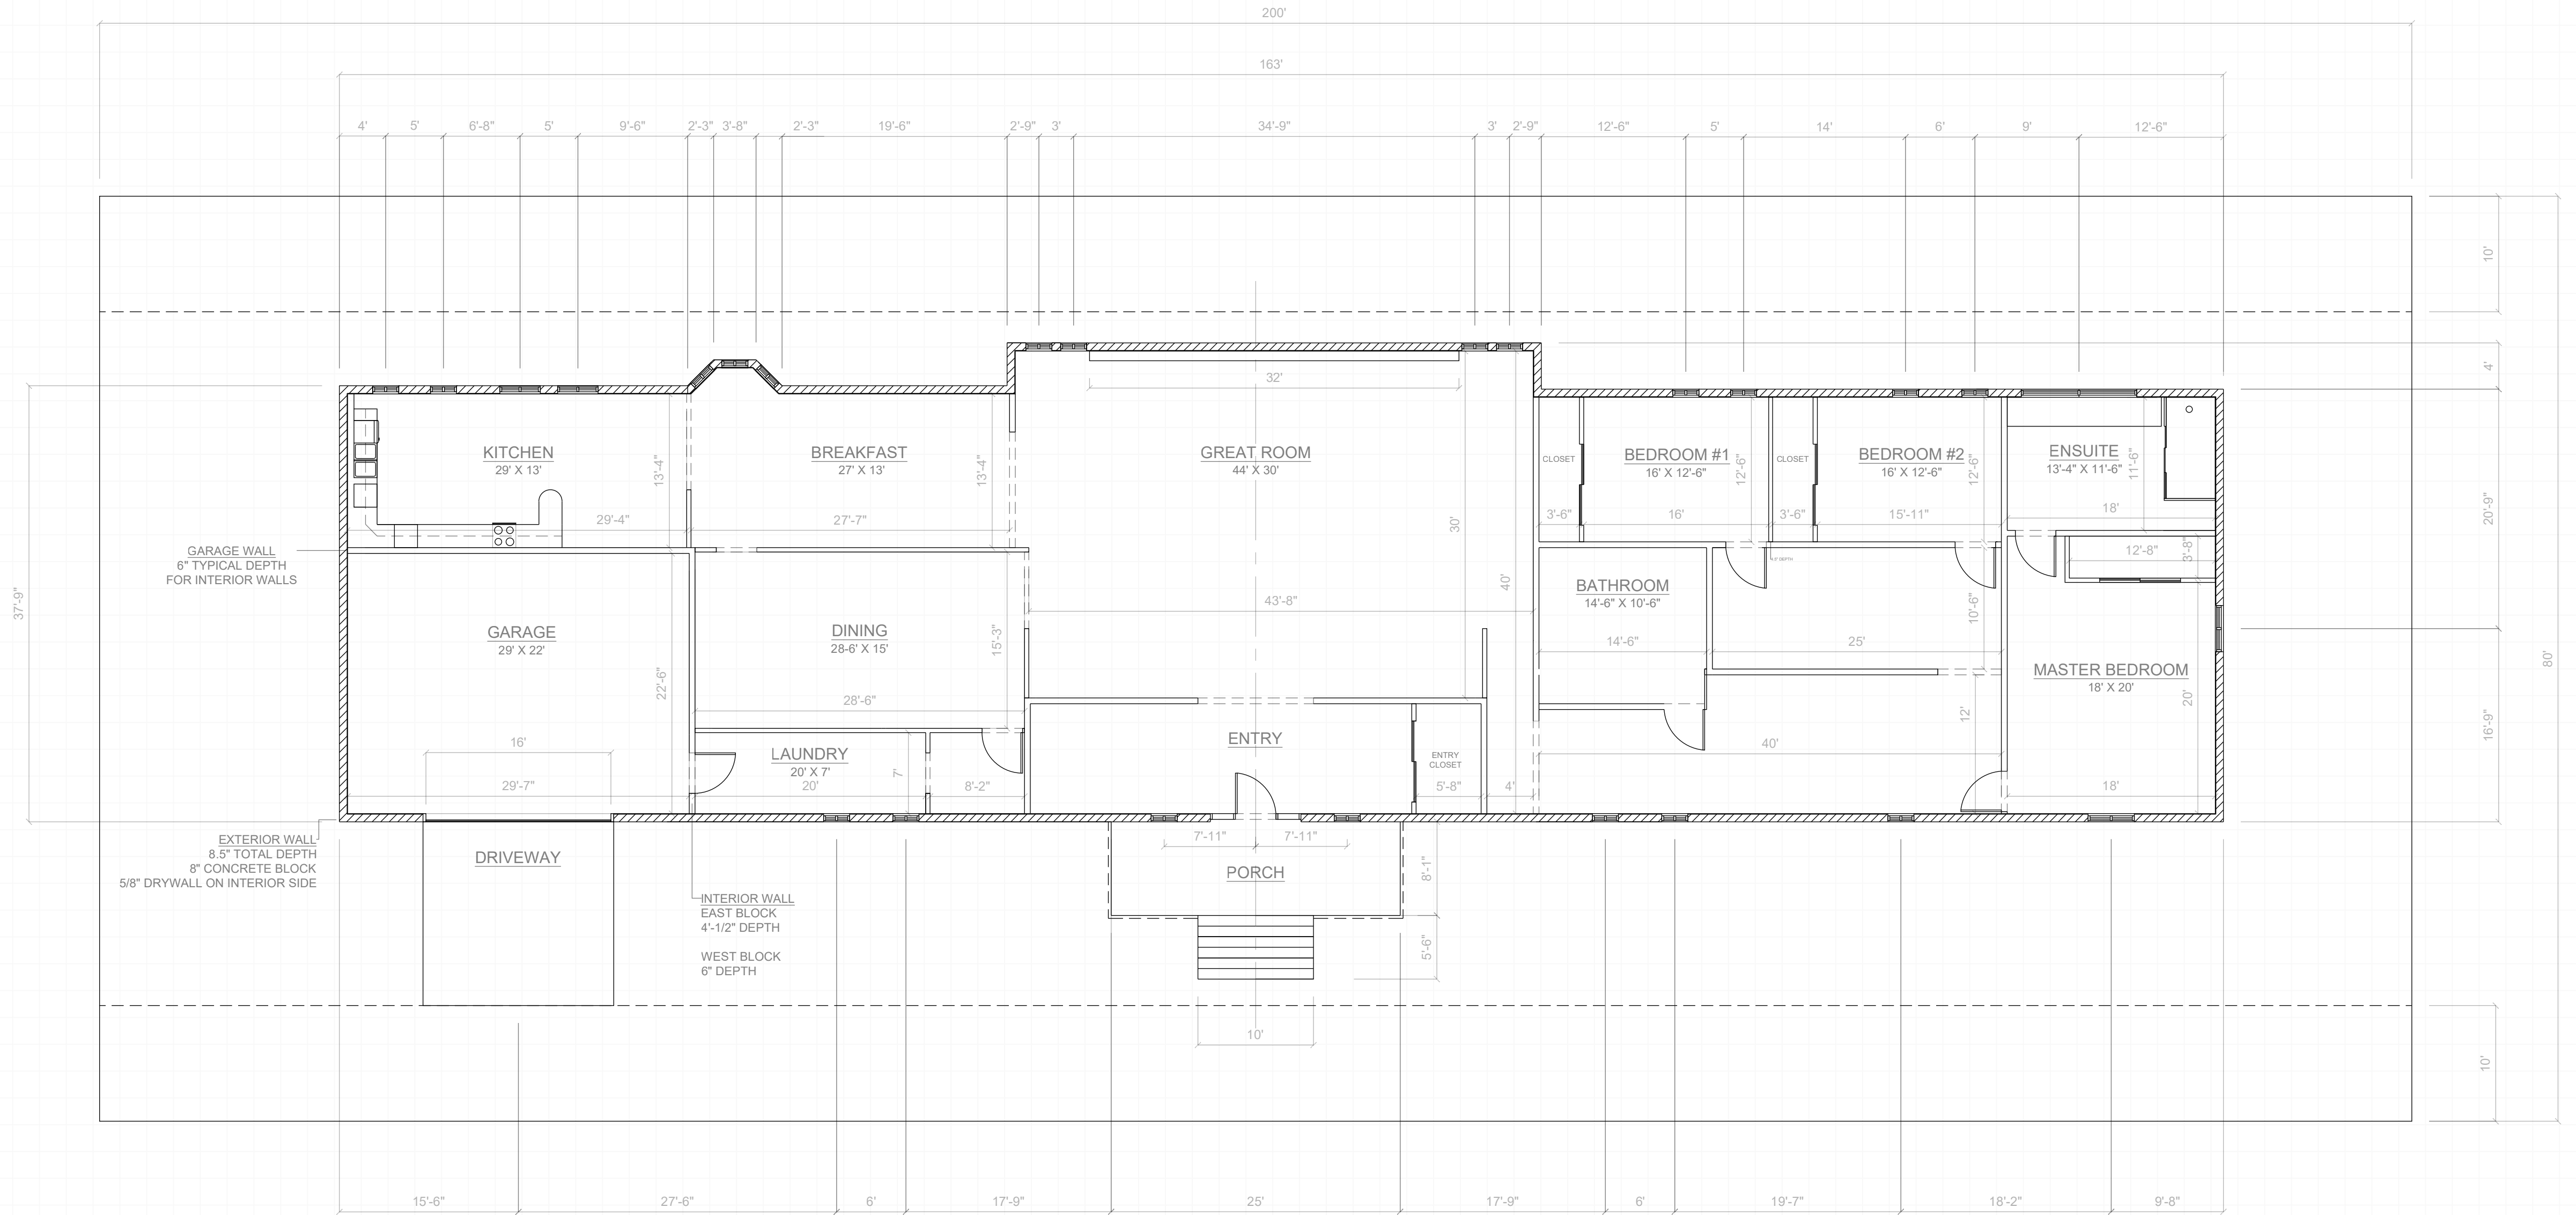 200'
163'
4'
5'
6'-8"
5'
9'-6"
2'-3"
3'-8"
2'-3"
19'-6"
2'-9"
3'
34'-9"
3'
2'-9"
12'-6"
5'
14'
6'
9'
12'-6"
10'
4'
20'-9"
16'-9"
80'
10'
37'-9"
32'
KITCHEN
29' X 13'
13'-4"
29'-4"
BREAKFAST
27' X 13'
13'-4"
27'-7"
GREAT ROOM
44' X 30'
30'
40'
43'-8"
CLOSET
3'-6"
BEDROOM #1
16' X 12'-6"
12'-6"
16'
CLOSET
3'-6"
BEDROOM #2
16' X 12'-6"
12'-6"
15'-11"
ENSUITE
13'-4" X 11'-6"
11'-6"
18'
12'-8"
3'-8"
GARAGE WALL
6" TYPICAL DEPTH
FOR INTERIOR WALLS
GARAGE
29' X 22'
22'-6"
16'
29'-7"
DINING
28-6' X 15'
15'-3"
28'-6"
BATHROOM
14'-6" X 10'-6"
14'-6"
25'
10'-6"
MASTER BEDROOM
18' X 20'
20'
18'
12'
40'
LAUNDRY
20' X 7'
20'
7'
8'-2"
ENTRY
ENTRY
CLOSET
5'-8"
4'
EXTERIOR WALL
8.5" TOTAL DEPTH
8" CONCRETE BLOCK
5/8" DRYWALL ON INTERIOR SIDE
DRIVEWAY
INTERIOR WALL
EAST BLOCK
4'-1/2" DEPTH
WEST BLOCK
6" DEPTH
7'-11"
7'-11"
PORCH
8'-1"
5'-6"
10'
15'-6"
27'-6"
6'
17'-9"
25'
17'-9"
6'
19'-7"
18'-2"
9'-8"